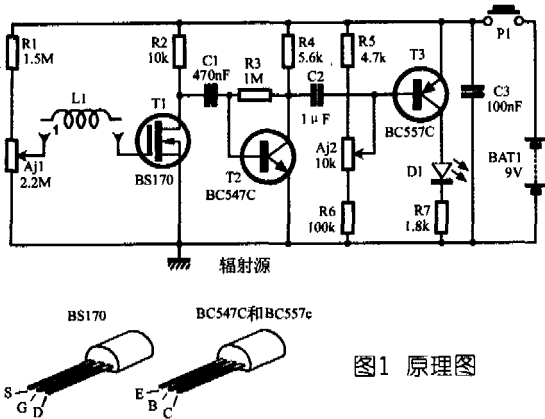 R1
1.5M
R2
10k
C1
470nF
R3
1M
R4
5.6k
C2
1μF
R5
4.7k
T3
BC557C
P1
C3
100nF
BAT1
9V
L1
1
T1
BS170
Aj1
2.2M
T2
BC547C
Aj2
10k
D1
R6
100k
R7
1.8k
辐射源
BS170
S
G
D
BC547C和BC557c
E
B
C
图1 原理图